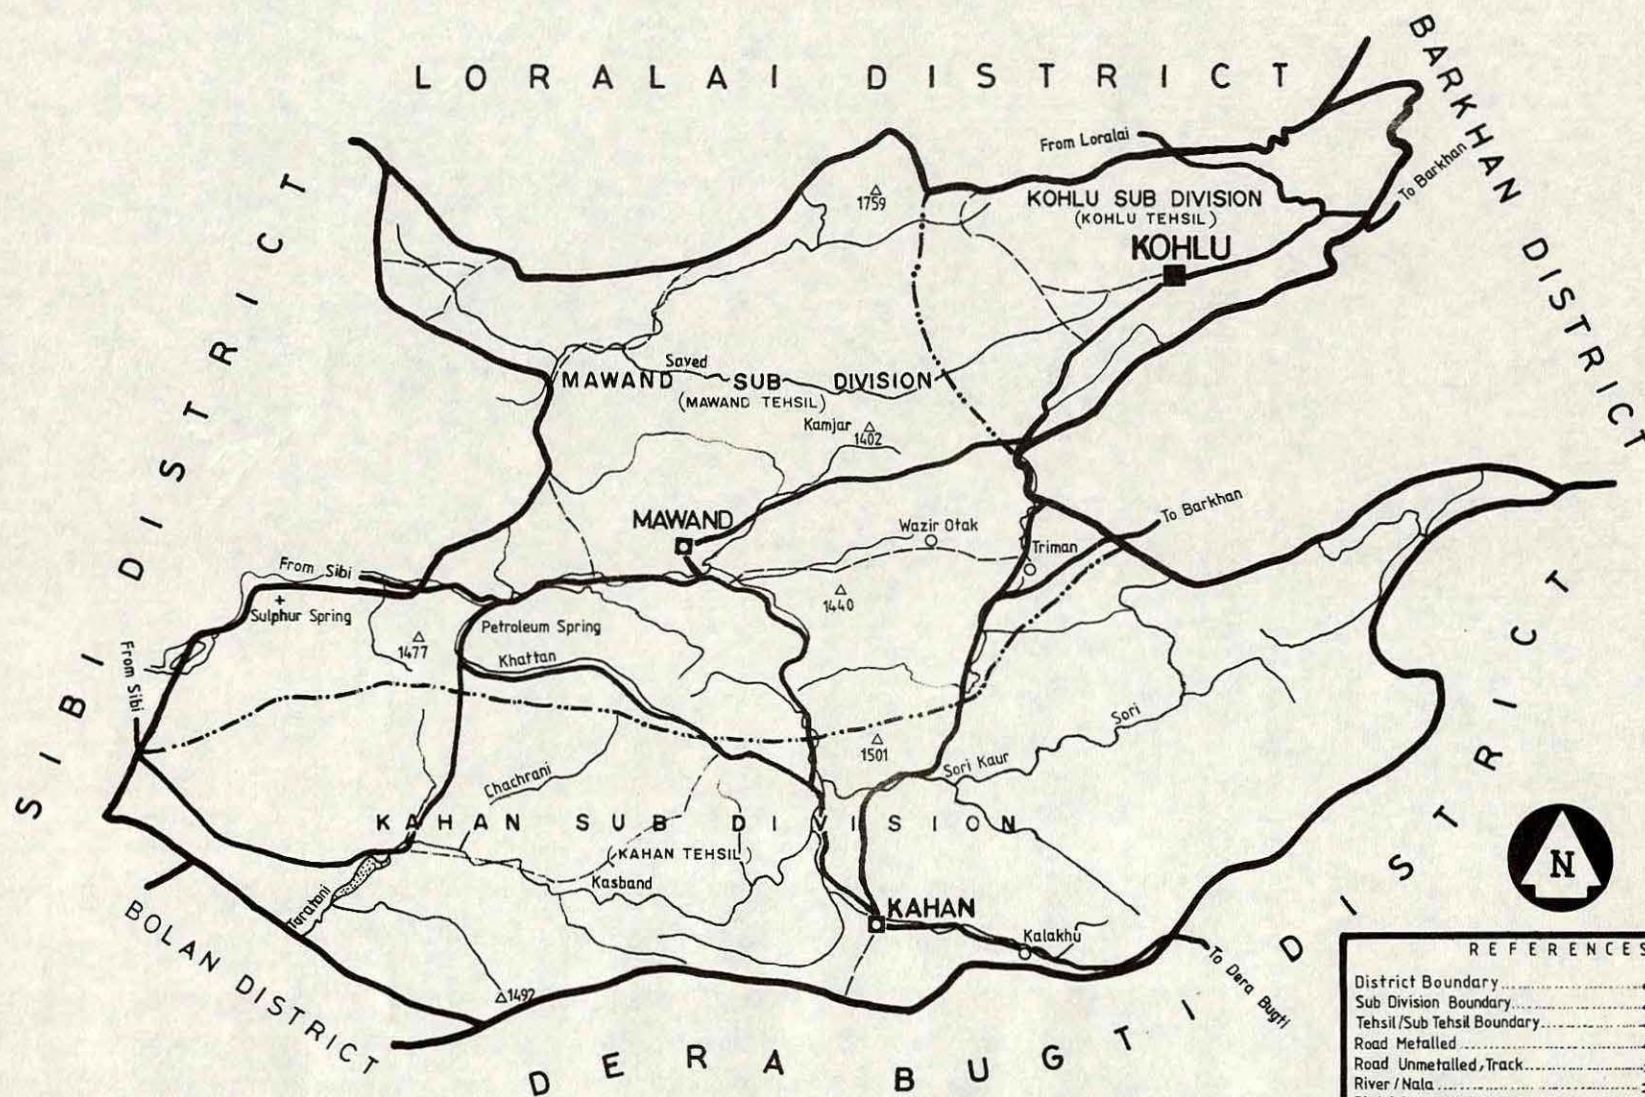 LORALAI DISTRICT
BARKHAN DISTRICT
SIBI DISTRICT
BOLAN DISTRICT
DERA BUGTI DISTRICT
From Loralai
To Barkhan
1759
KOHLU SUB DIVISION
(KOHLU TEHSIL)
KOHLU
Saved
MAWAND SUB DIVISION
(MAWAND TEHSIL)
Kamjar
1402
MAWAND
Wazir Otak
To Barkhan
Triman
From Sibi
+
Sulphur Spring
1440
Petroleum Spring
1477
Khattan
From Sibi
Sori
1501
Sori Kaur
Chachrani
KAHAN SUB DIVISION
(KAHAN TEHSIL)
Kasband
Taratani
KAHAN
Kalakhu
1492
To Dera Bugti
N
REFERENCES
District Boundary
Sub Division Boundary
Tehsil/Sub Tehsil Boundary
Road Metalled
Road Unmetalled, Track
River / Nala